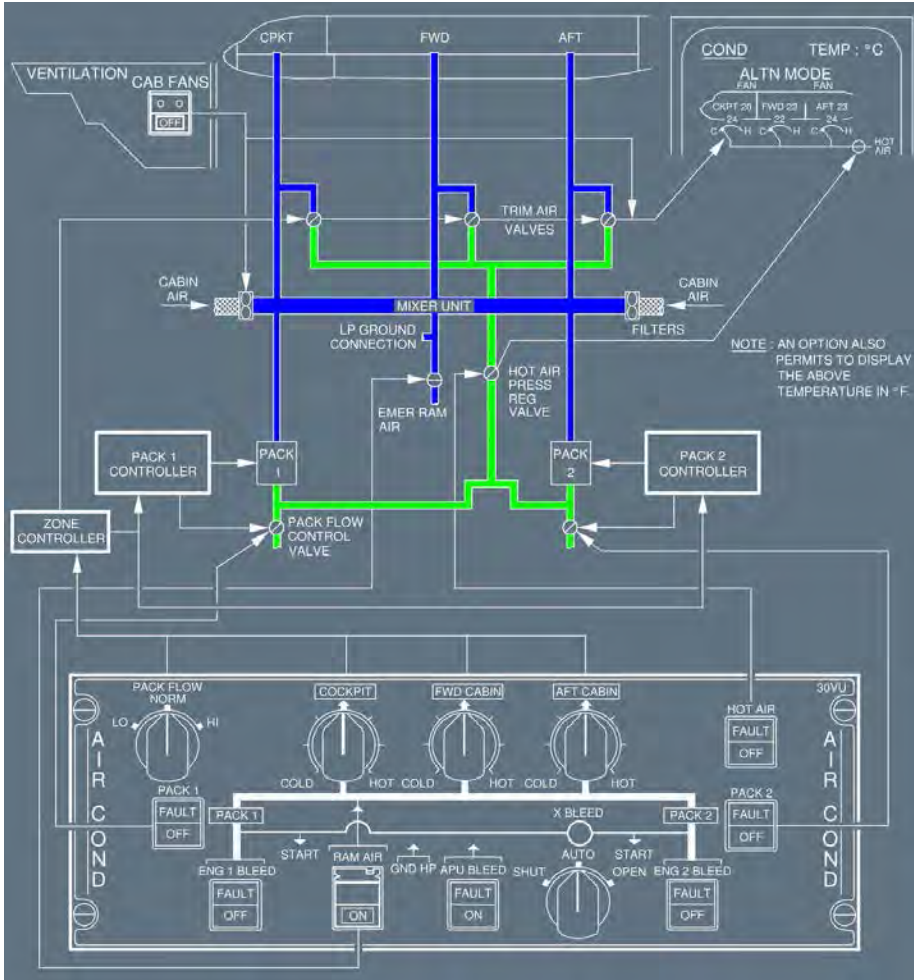 CPKT
FWD
AFT
VENTILATION
CAB FANS
OFF
COND
TEMP : °C
ALTN MODE
FAN
FAN
CKPT 20
FWD 22
AFT 23
24
22
24
C
H
C
H
C
H
HOT
AIR
TRIM AIR
VALVES
CABIN
AIR
MIXER UNIT
CABIN
AIR
FILTERS
LP GROUND
CONNECTION
NOTE : AN OPTION ALSO
PERMITS TO DISPLAY
THE ABOVE
TEMPERATURE IN °F.
HOT AIR
PRESS
REG
VALVE
EMER RAM
AIR
PACK 1
CONTROLLER
PACK
1
PACK
2
PACK 2
CONTROLLER
ZONE
CONTROLLER
PACK FLOW
CONTROL
VALVE
PACK FLOW
NORM
LO
HI
COCKPIT
FWD CABIN
AFT CABIN
30VU
HOT AIR
FAULT
OFF
AIR COND
AIR COND
COLD
HOT
COLD
HOT
COLD
HOT
PACK 1
FAULT
OFF
PACK 1
PACK 2
PACK 2
FAULT
OFF
X BLEED
START
RAM AIR
GND HP
APU BLEED
AUTO
START
SHUT
OPEN
ENG 1 BLEED
FAULT
OFF
ON
FAULT
ON
ENG 2 BLEED
FAULT
OFF